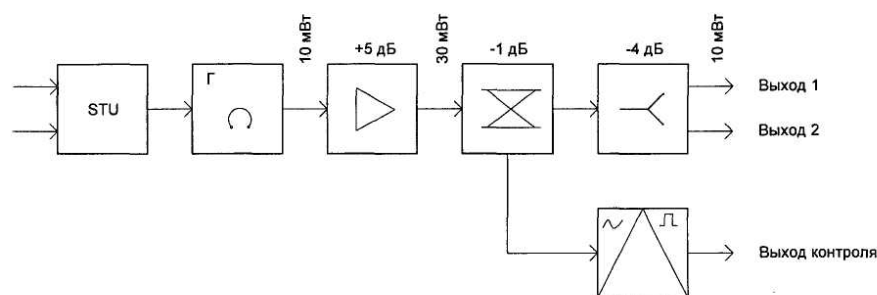 10 мВт
+5 дБ
30 мВт
-1 дБ
-4 дБ
10 мВт
STU
Г
Выход 1
Выход 2
Выход контроля